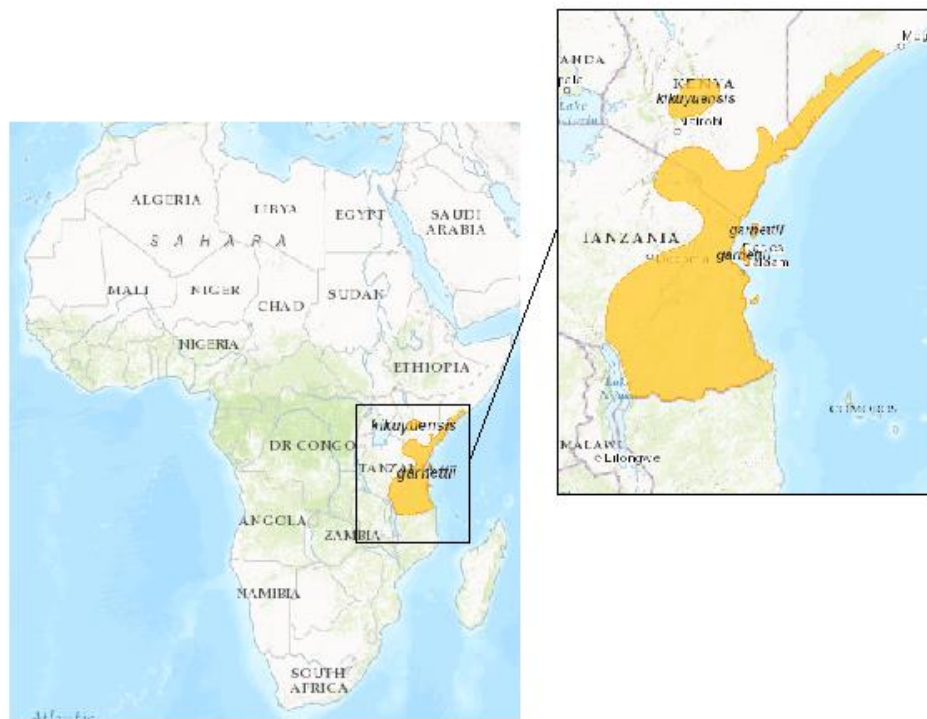 ALGERIA
LIBYA
EGYPT
SAUDI
ARABIA
S A H A R A
MALI
NIGER
CHAD
SUDAN
NIGERIA
ETHIOPIA
kikuyuensis
DR CONGO
garnettii
ANGOLA
ZAMBIA
NAMIBIA
SOUTH
AFRICA
KENYA
kikuyuensis
Nairobi
garnettii
TANZANIA
COMOROS
MALAWI
Lilongwe